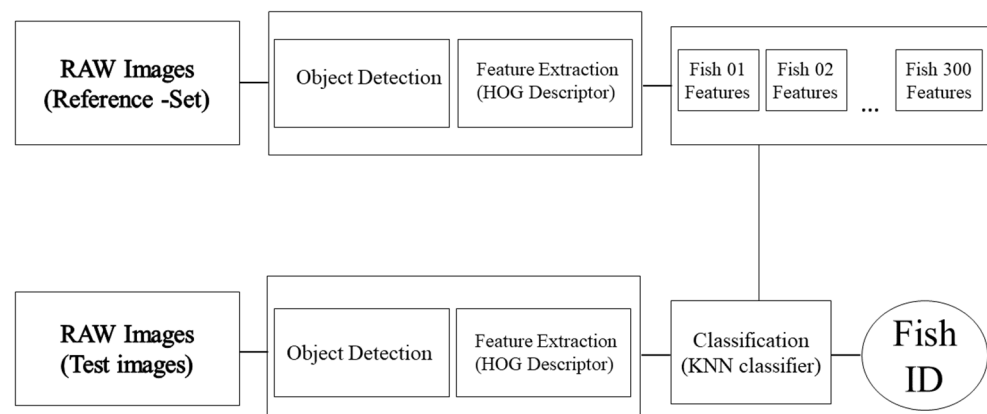 RAW Images
(Reference -Set)
Object Detection
Feature Extraction
(HOG Descriptor)
Fish 01
Features
Fish 02
Features
...
Fish 300
Features
RAW Images
(Test images)
Object Detection
Feature Extraction
(HOG Descriptor)
Classification
(KNN classifier)
Fish
ID